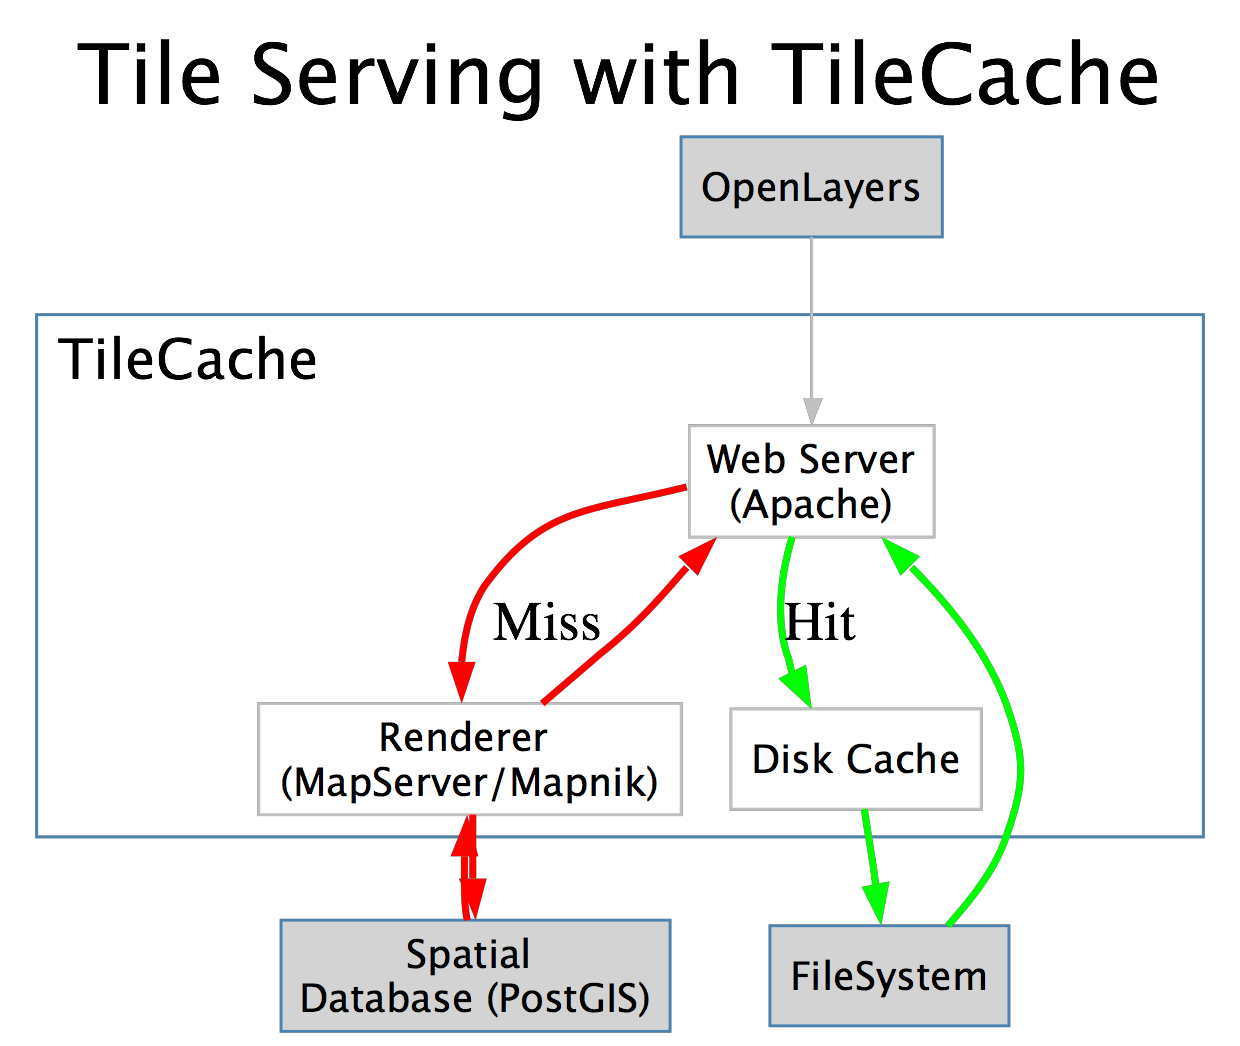 Tile Serving with TileCache
OpenLayers
TileCache
Web Server
(Apache)
Miss
Hit
Renderer
(MapServer/Mapnik)
Disk Cache
Spatial
Database (PostGIS)
FileSystem